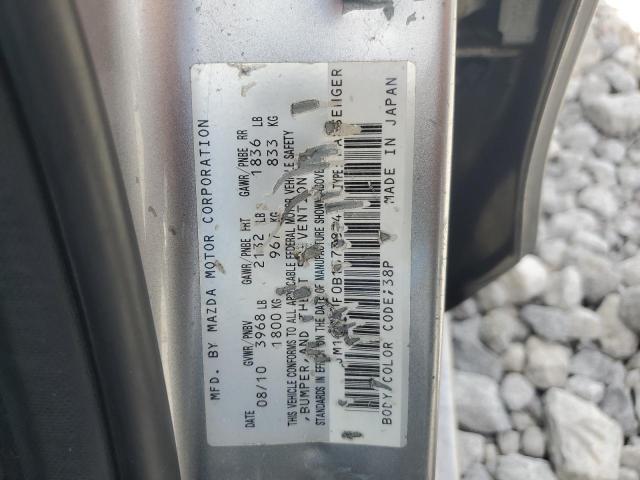 MFD. BY MAZDA MOTOR CORPORATION
DATE GVWR/PNBV GAWR/PNBE FRT GAWR/PNBE RR
08/10 3968 LB 2132 LB 1836 LB
1800 KG 967 KG 833 KG
THIS VEHICLE CONFORMS TO ALL APPLICABLE FEDERAL MOTOR VEHICLE SAFETY
, BUMPER, AND THEFT PREVENTION
STANDARDS IN EFFECT ON THE DATE OF MANUFACTURE SHOWN ABOVE.
TYPE:
BODY COLOR CODE:38P MADE IN JAPAN